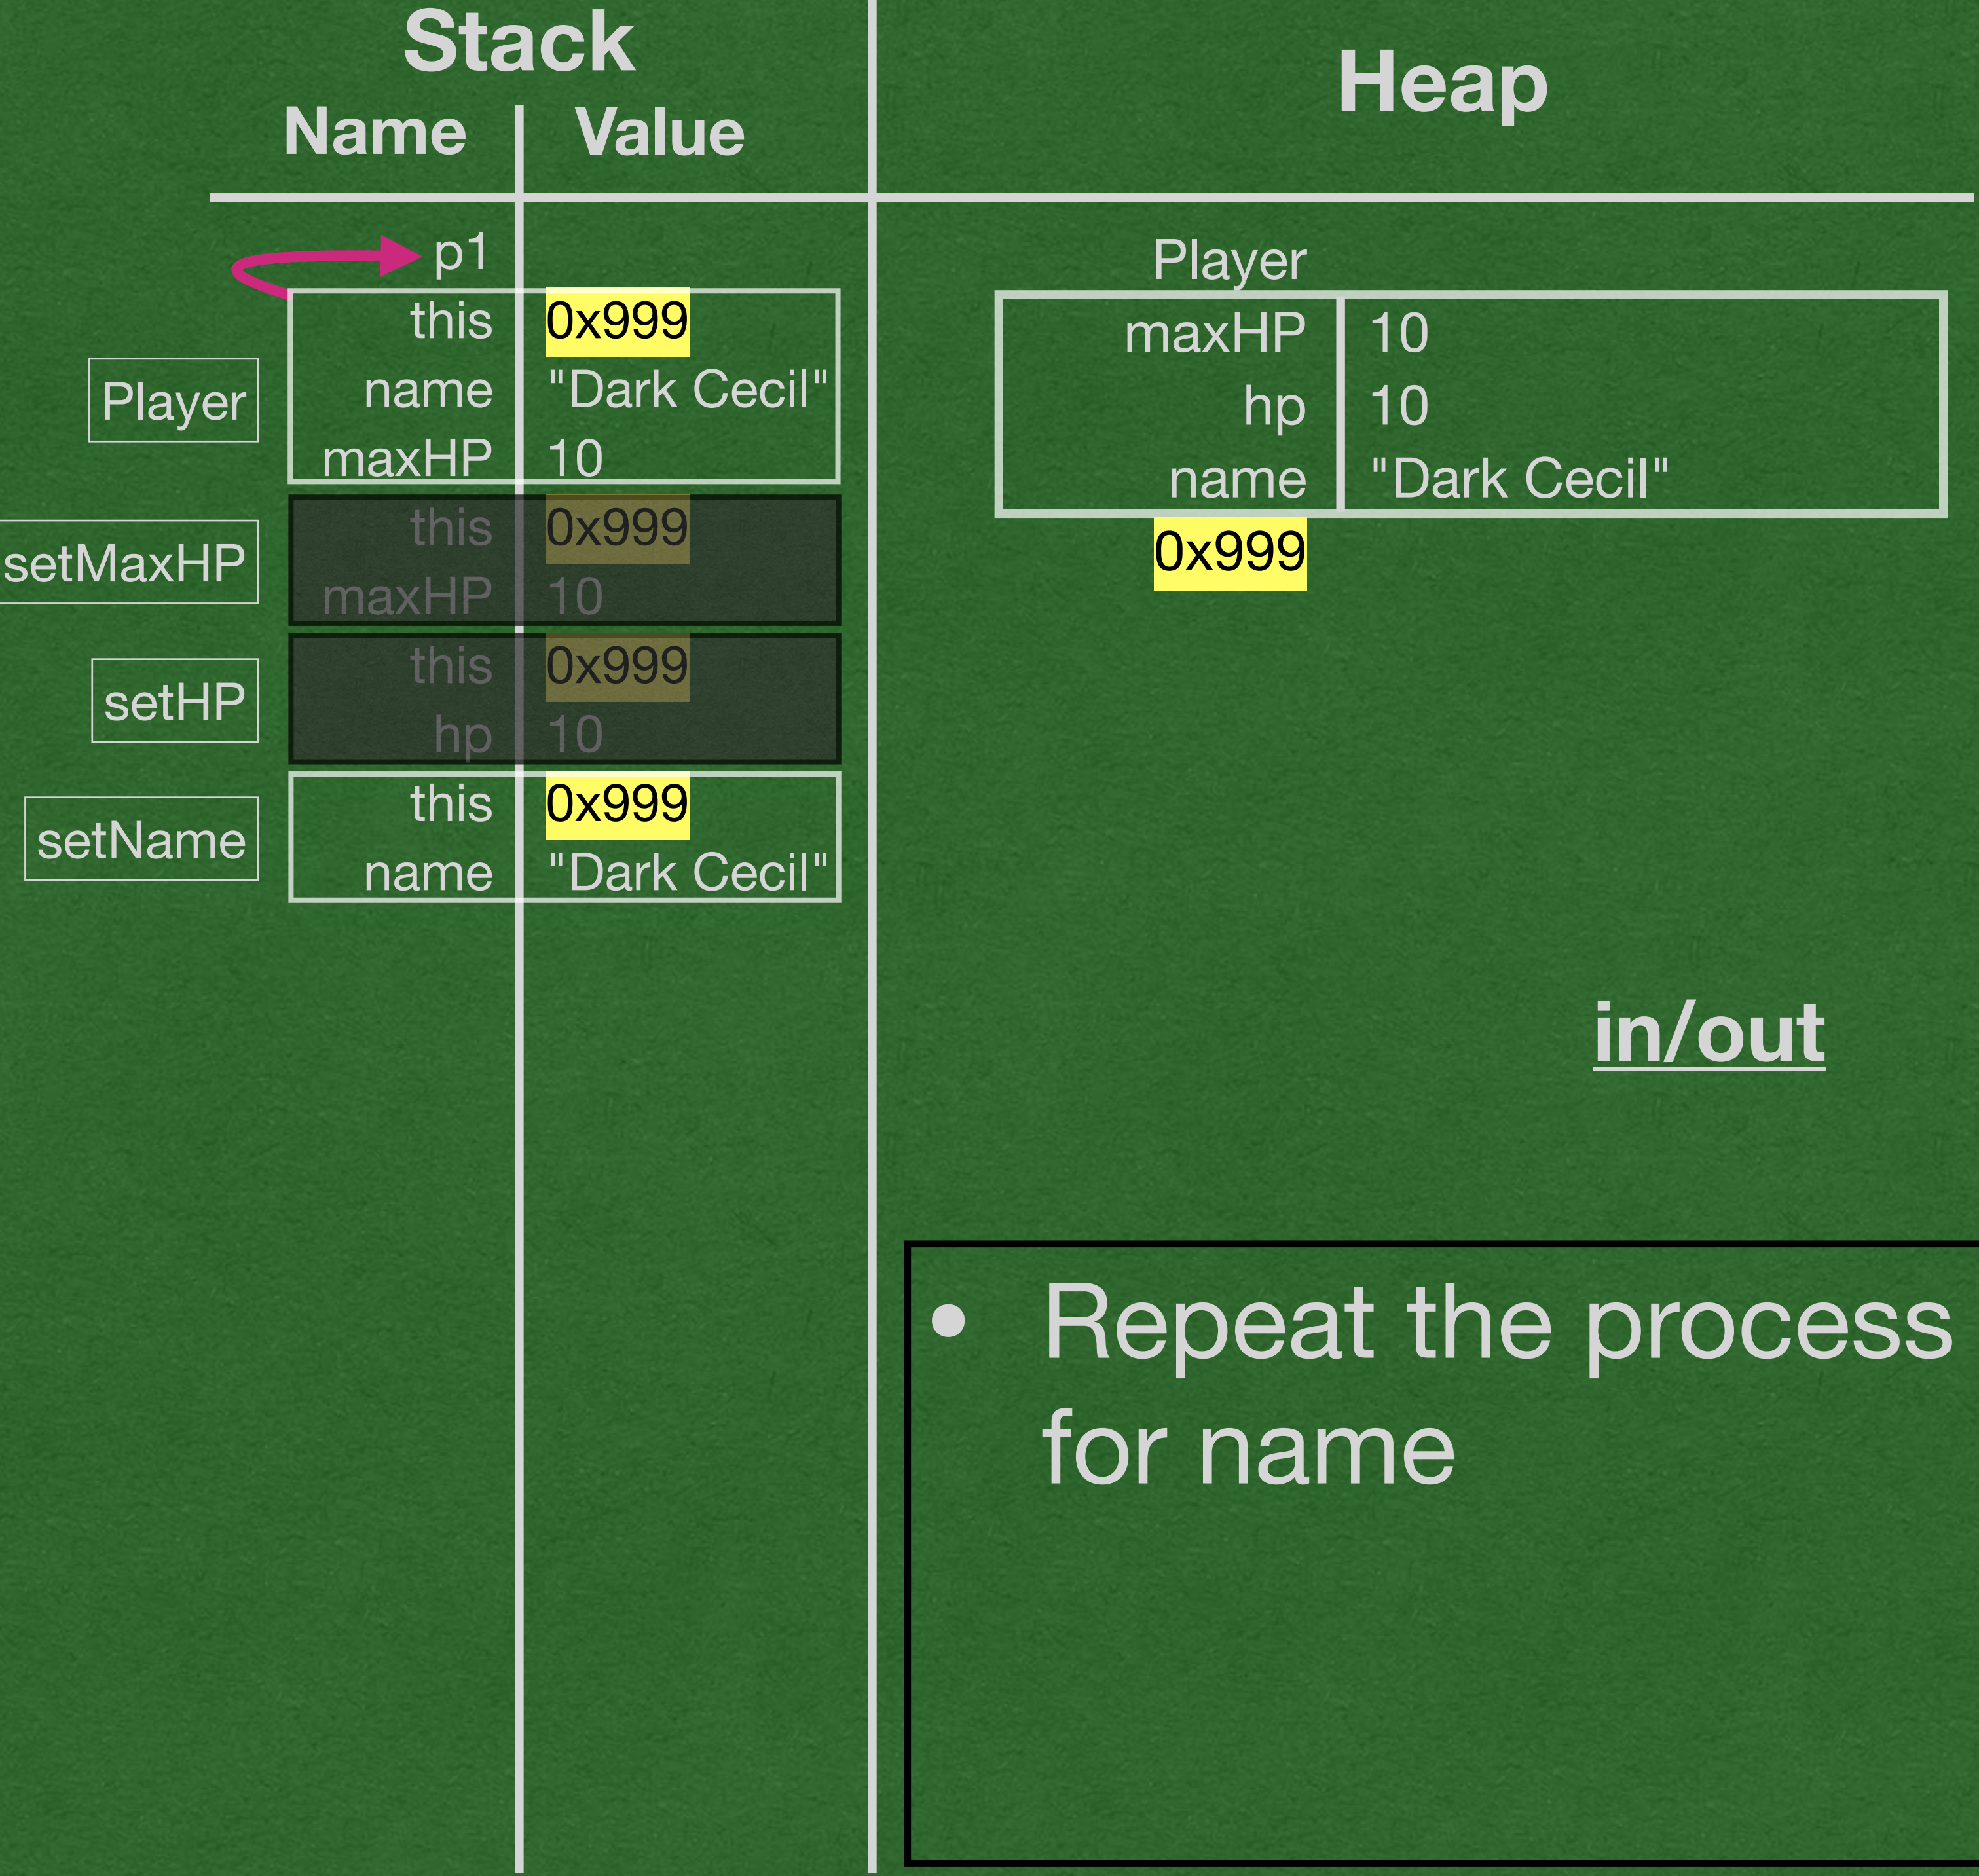 Stack
Heap
Name Value
p1
Player
this 0x999
name "Dark Cecil"
maxHP 10
setMaxHP
this 0x999
maxHP 10
setHP
this 0x999
hp 10
setName
this 0x999
name "Dark Cecil"
Player
maxHP 10
hp 10
name "Dark Cecil"
0x999
in/out
• Repeat the process
for name